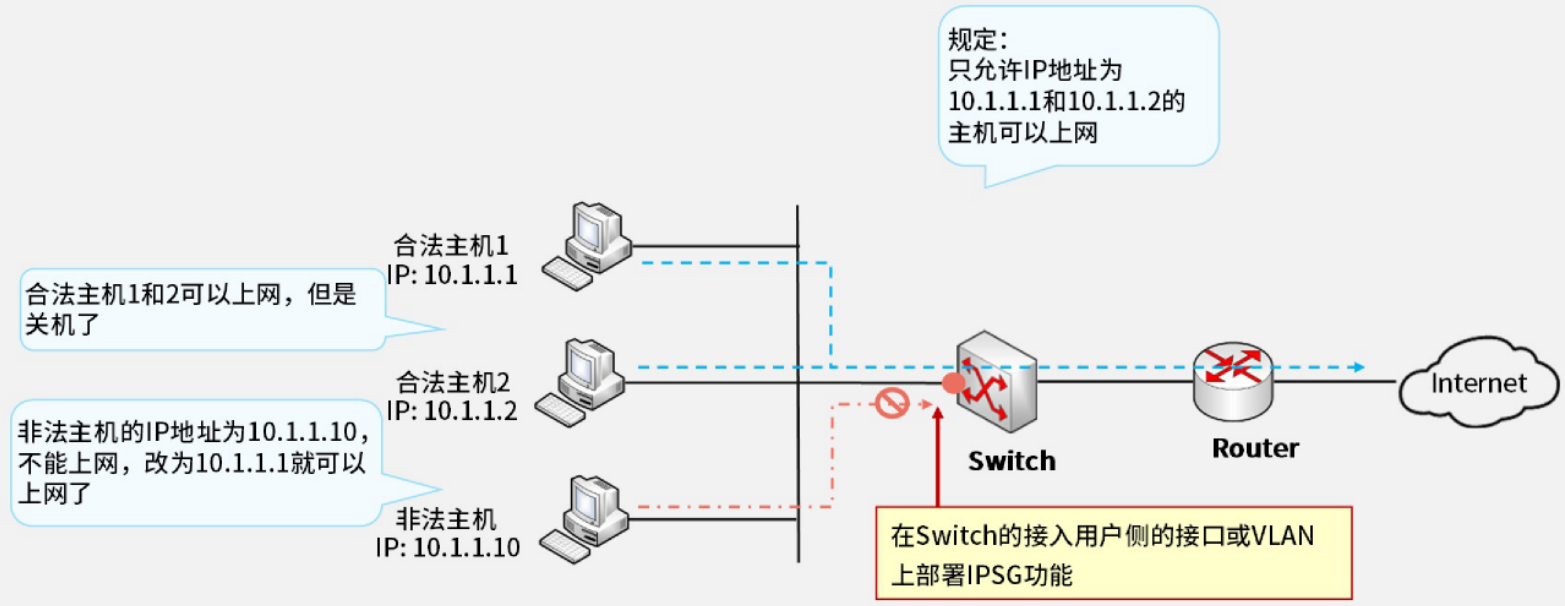 规定：
只允许IP地址为
10.1.1.1和10.1.1.2的
主机可以上网
合法主机1
IP: 10.1.1.1
合法主机1和2可以上网，但是
关机了
合法主机2
IP: 10.1.1.2
非法主机的IP地址为10.1.1.10，
不能上网，改为10.1.1.1就可以
上网了
非法主机
IP: 10.1.1.10
Switch
Router
Internet
在Switch的接入用户侧的接口或VLAN
上部署IPSG功能